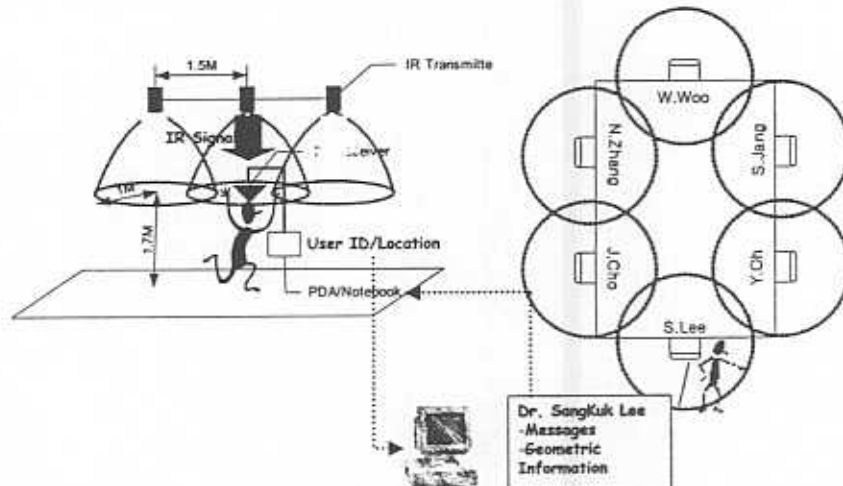 1.5M
IR Transmitte
IR Signal
1M
1.7M
User ID/Location
PDA/Notebook
W.Woo
N.Zhang
S.Jang
J.Cho
Y.Oh
S.Lee
Dr. SangKuk Lee
-Messages
-Geometric
Information